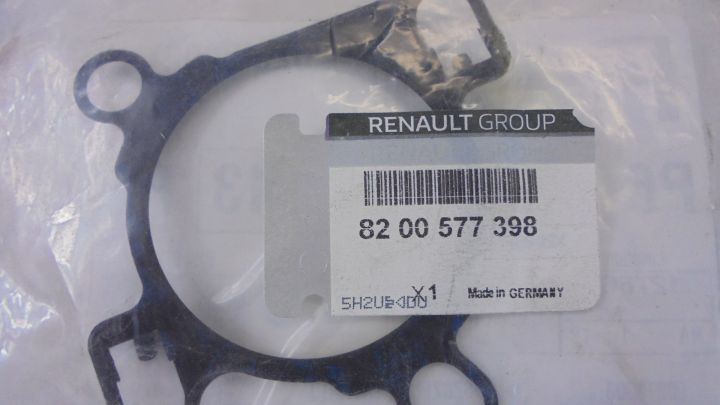 RENAULT GROUP
82 00 577 398
X1
Made in GERMANY